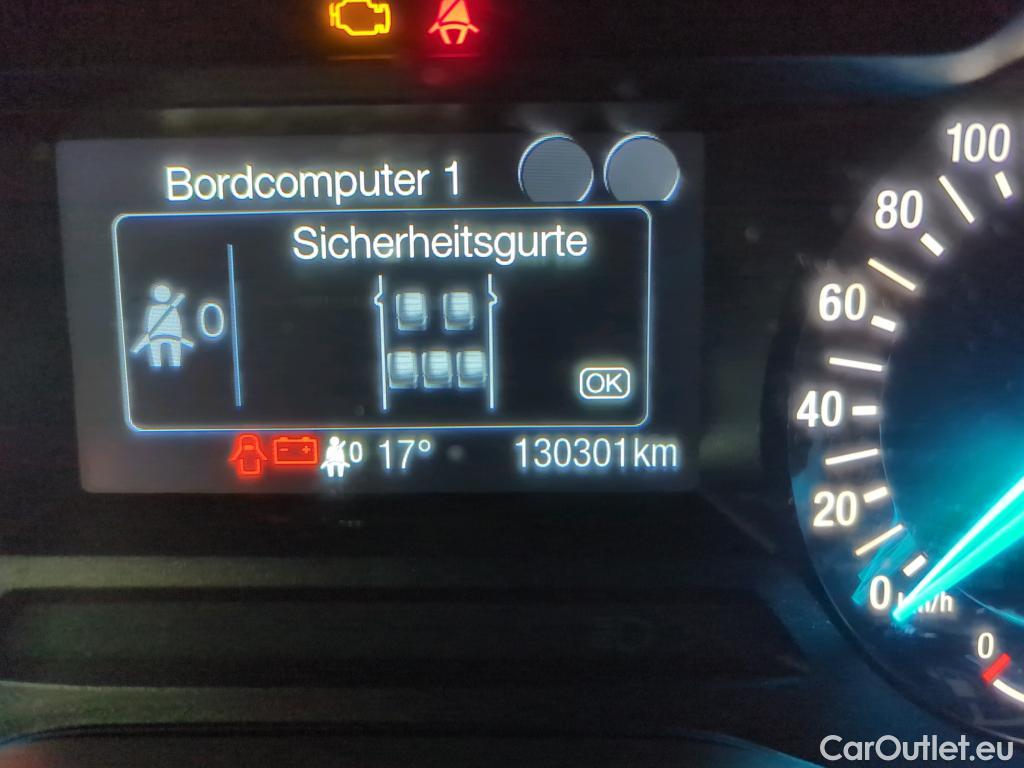 Bordcomputer 1
Sicherheitsgurte
0
OK
0 17° 130301km
100
80
60
40
20
0 km/h
0
CarOutlet.eu